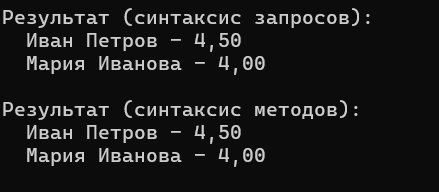 Результат (синтаксис запросов):
  Иван Петров – 4,50
  Мария Иванова – 4,00

Результат (синтаксис методов):
  Иван Петров – 4,50
  Мария Иванова – 4,00